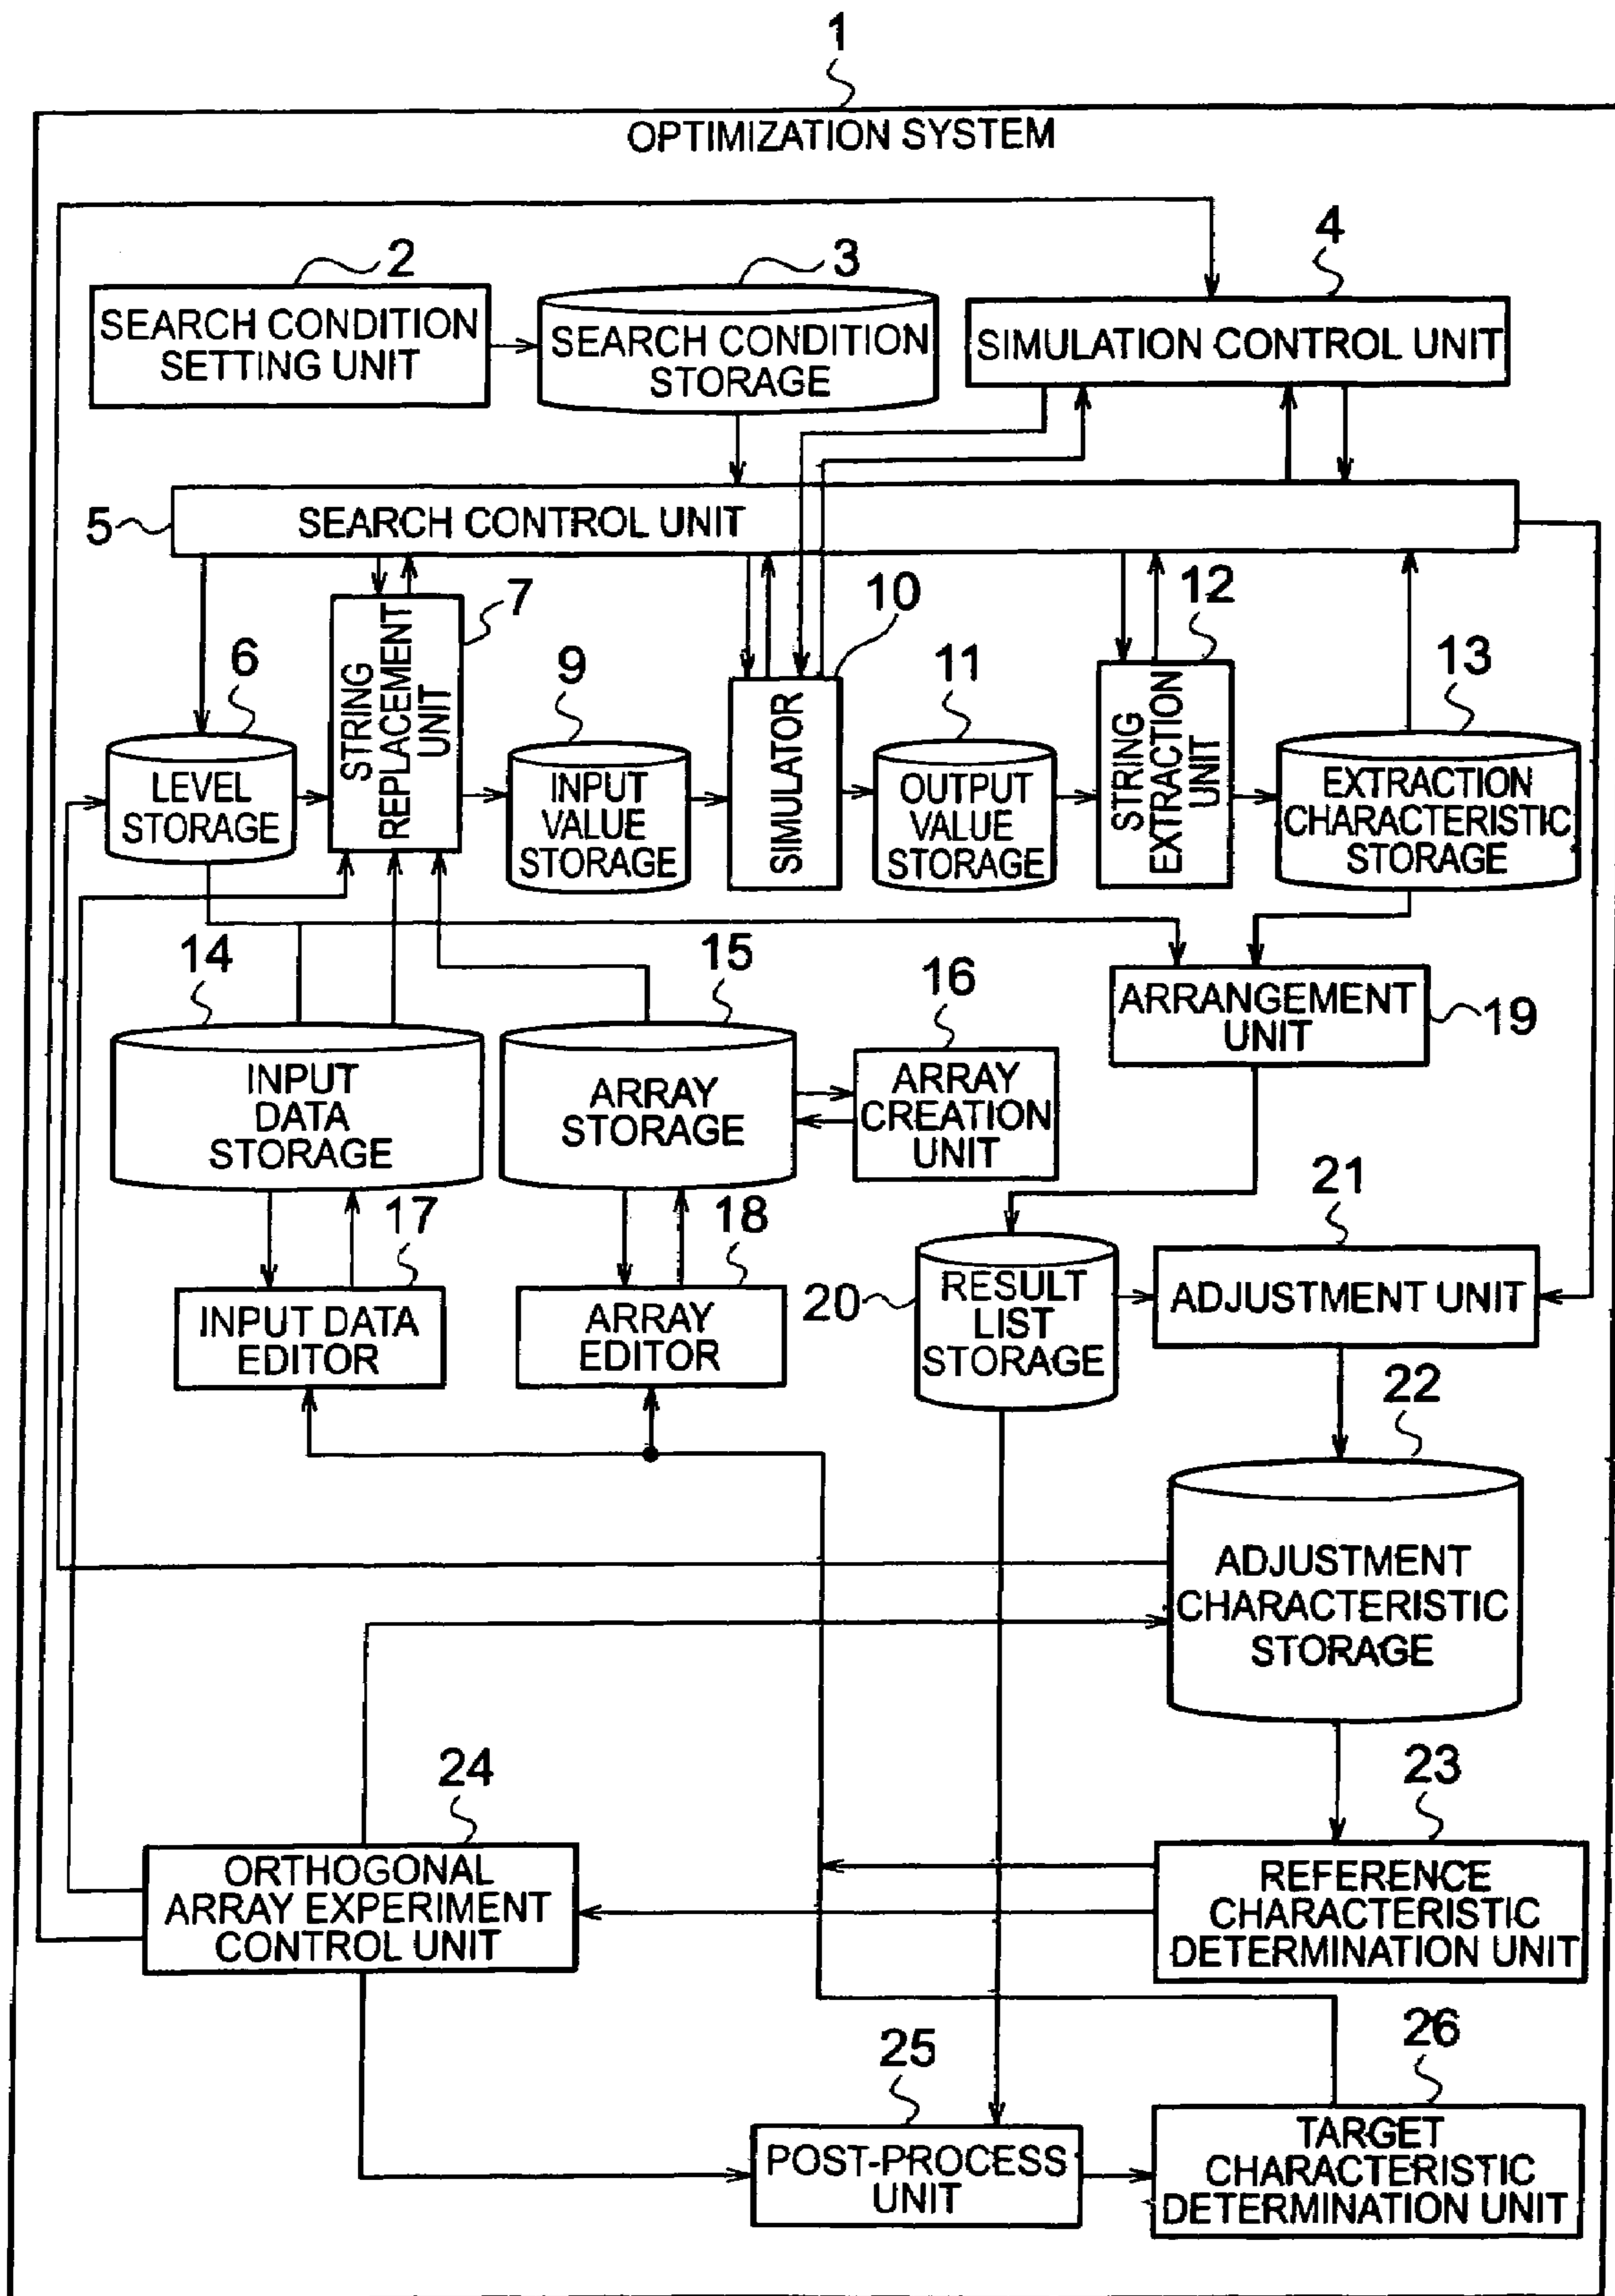 1
OPTIMIZATION SYSTEM
2
SEARCH CONDITION
SETTING UNIT
3
SEARCH CONDITION
STORAGE
4
SIMULATION CONTROL UNIT
5
SEARCH CONTROL UNIT
6
LEVEL
STORAGE
7
STRING
REPLACEMENT
UNIT
9
INPUT
VALUE
STORAGE
10
SIMULATOR
11
OUTPUT
VALUE
STORAGE
12
STRING
EXTRACTION
UNIT
13
EXTRACTION
CHARACTERISTIC
STORAGE
14
INPUT
DATA
STORAGE
15
ARRAY
STORAGE
16
ARRAY
CREATION
UNIT
ARRANGEMENT
UNIT
19
17
INPUT DATA
EDITOR
18
ARRAY
EDITOR
20
RESULT
LIST
STORAGE
21
ADJUSTMENT UNIT
22
ADJUSTMENT
CHARACTERISTIC
STORAGE
24
ORTHOGONAL
ARRAY EXPERIMENT
CONTROL UNIT
23
REFERENCE
CHARACTERISTIC
DETERMINATION UNIT
25
POST-PROCESS
UNIT
26
TARGET
CHARACTERISTIC
DETERMINATION UNIT